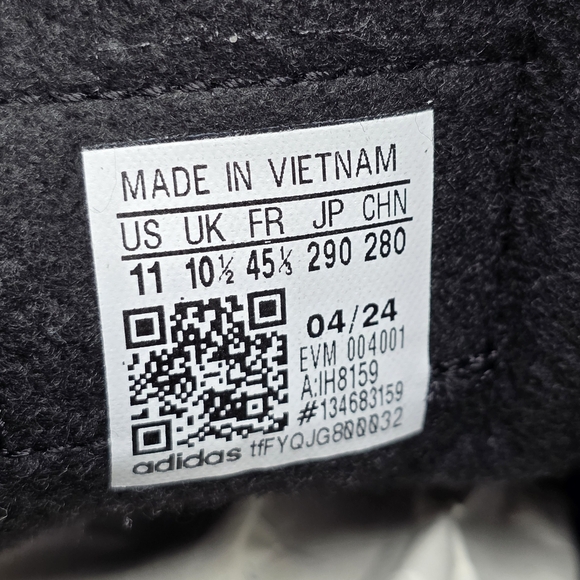 MADE IN VIETNAM
US UK FR JP CHN
11 10½ 45⅓ 290 280
04/24
EVM 004001
A:IH8159
#134683159
adidas tfFYQJG800032